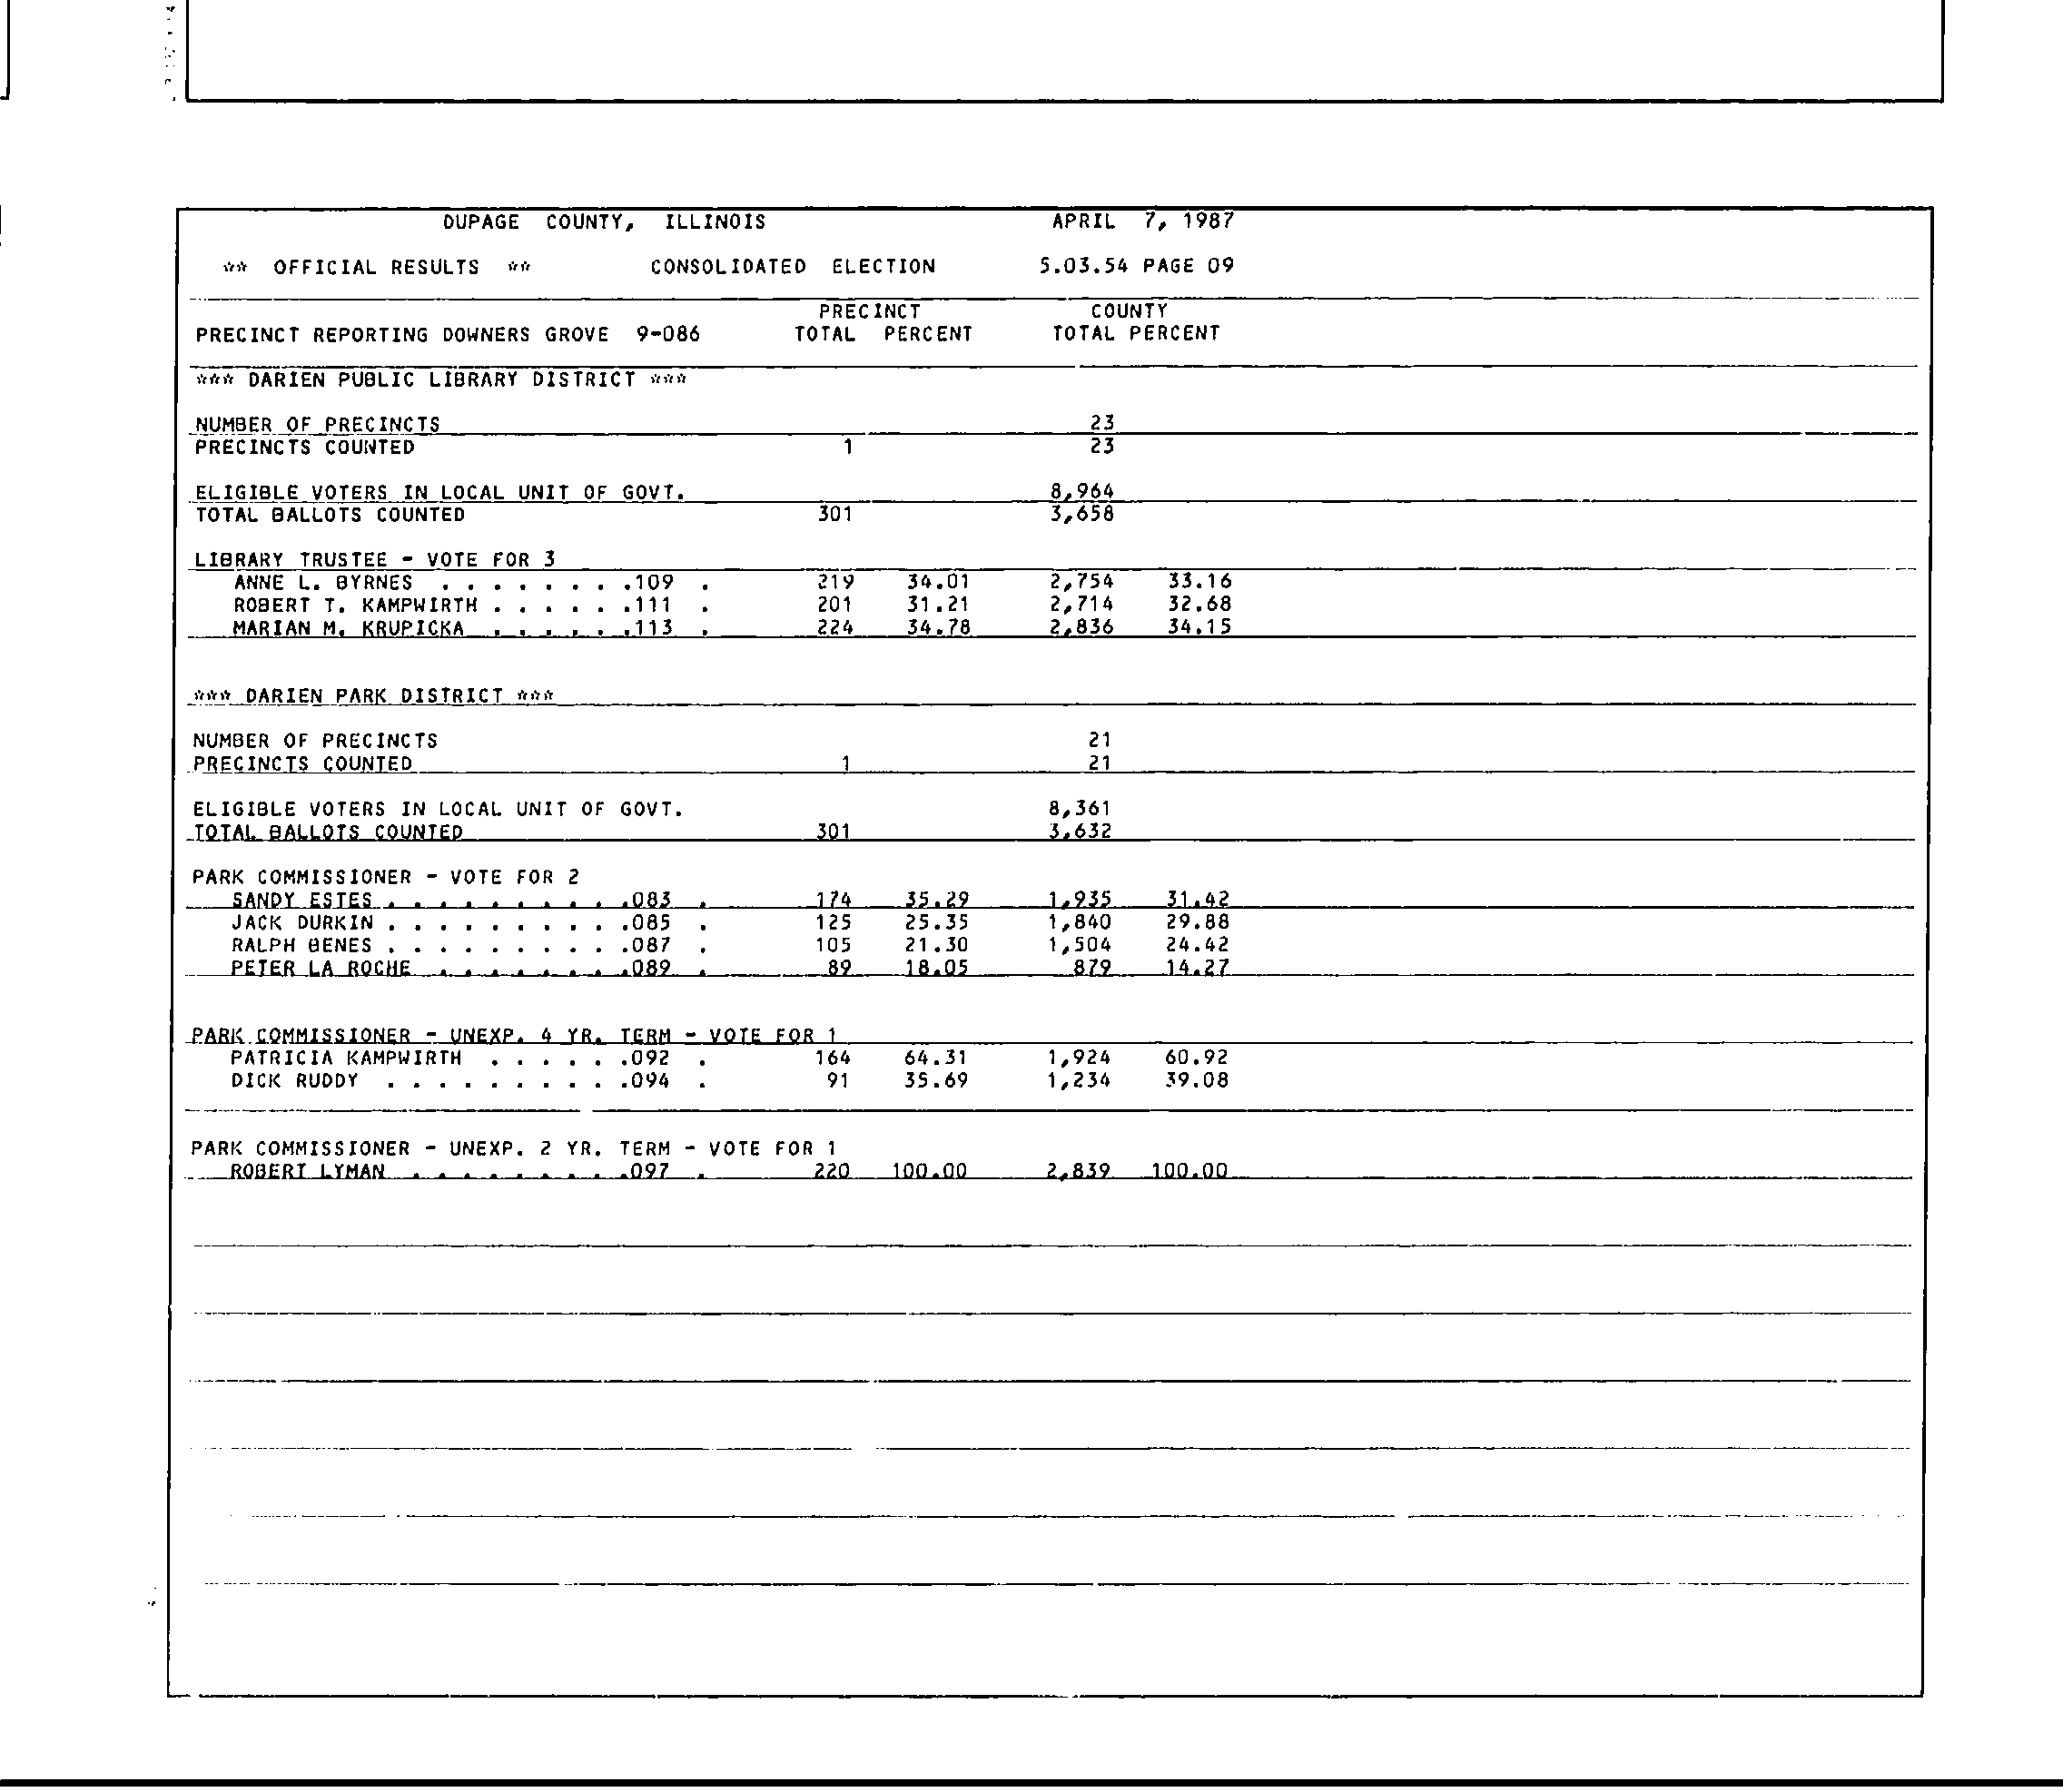 DUPAGE COUNTY, ILLINOIS APRIL 7, 1987
** OFFICIAL RESULTS ** CONSOLIDATED ELECTION 5.03.54 PAGE 09
PRECINCT COUNTY
PRECINCT REPORTING DOWNERS GROVE 9-086 TOTAL PERCENT TOTAL PERCENT
*** DARIEN PUBLIC LIBRARY DISTRICT ***
NUMBER OF PRECINCTS 23
PRECINCTS COUNTED 1 23
ELIGIBLE VOTERS IN LOCAL UNIT OF GOVT. 8,964
TOTAL BALLOTS COUNTED 301 3,658
LIBRARY TRUSTEE - VOTE FOR 3
ANNE L. BYRNES . . . . . . . .109 . 219 34.01 2,754 33.16
ROBERT T. KAMPWIRTH . . . . . .111 . 201 31.21 2,714 32.68
MARIAN M. KRUPICKA . . . . . .113 . 224 34.78 2,836 34.15
*** DARIEN PARK DISTRICT ***
NUMBER OF PRECINCTS 21
PRECINCTS COUNTED 1 21
ELIGIBLE VOTERS IN LOCAL UNIT OF GOVT. 8,361
TOTAL BALLOTS COUNTED 301 3,632
PARK COMMISSIONER - VOTE FOR 2
SANDY ESTES . . . . . . . . . .083 . 174 35.29 1,935 31.42
JACK DURKIN . . . . . . . . . .085 . 125 25.35 1,840 29.88
RALPH BENES . . . . . . . . . .087 . 105 21.30 1,504 24.42
PETER LA ROCHE . . . . . . . .089 . 89 18.05 879 14.27
PARK COMMISSIONER - UNEXP. 4 YR. TERM - VOTE FOR 1
PATRICIA KAMPWIRTH . . . . . .092 . 164 64.31 1,924 60.92
DICK RUDDY . . . . . . . . . .094 . 91 35.69 1,234 39.08
PARK COMMISSIONER - UNEXP. 2 YR. TERM - VOTE FOR 1
ROBERT LYMAN . . . . . . . . .097 . 220 100.00 2,839 100.00